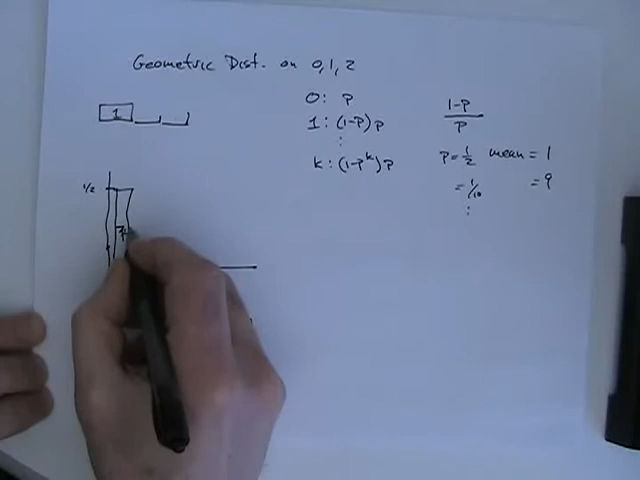 Geometric Dist. on 0,1,2
1
0: p
1: (1-p) p
:
k: (1-p^k) p
1-p
p
p=1/2 mean = 1
=1/10 =9
:
1/2